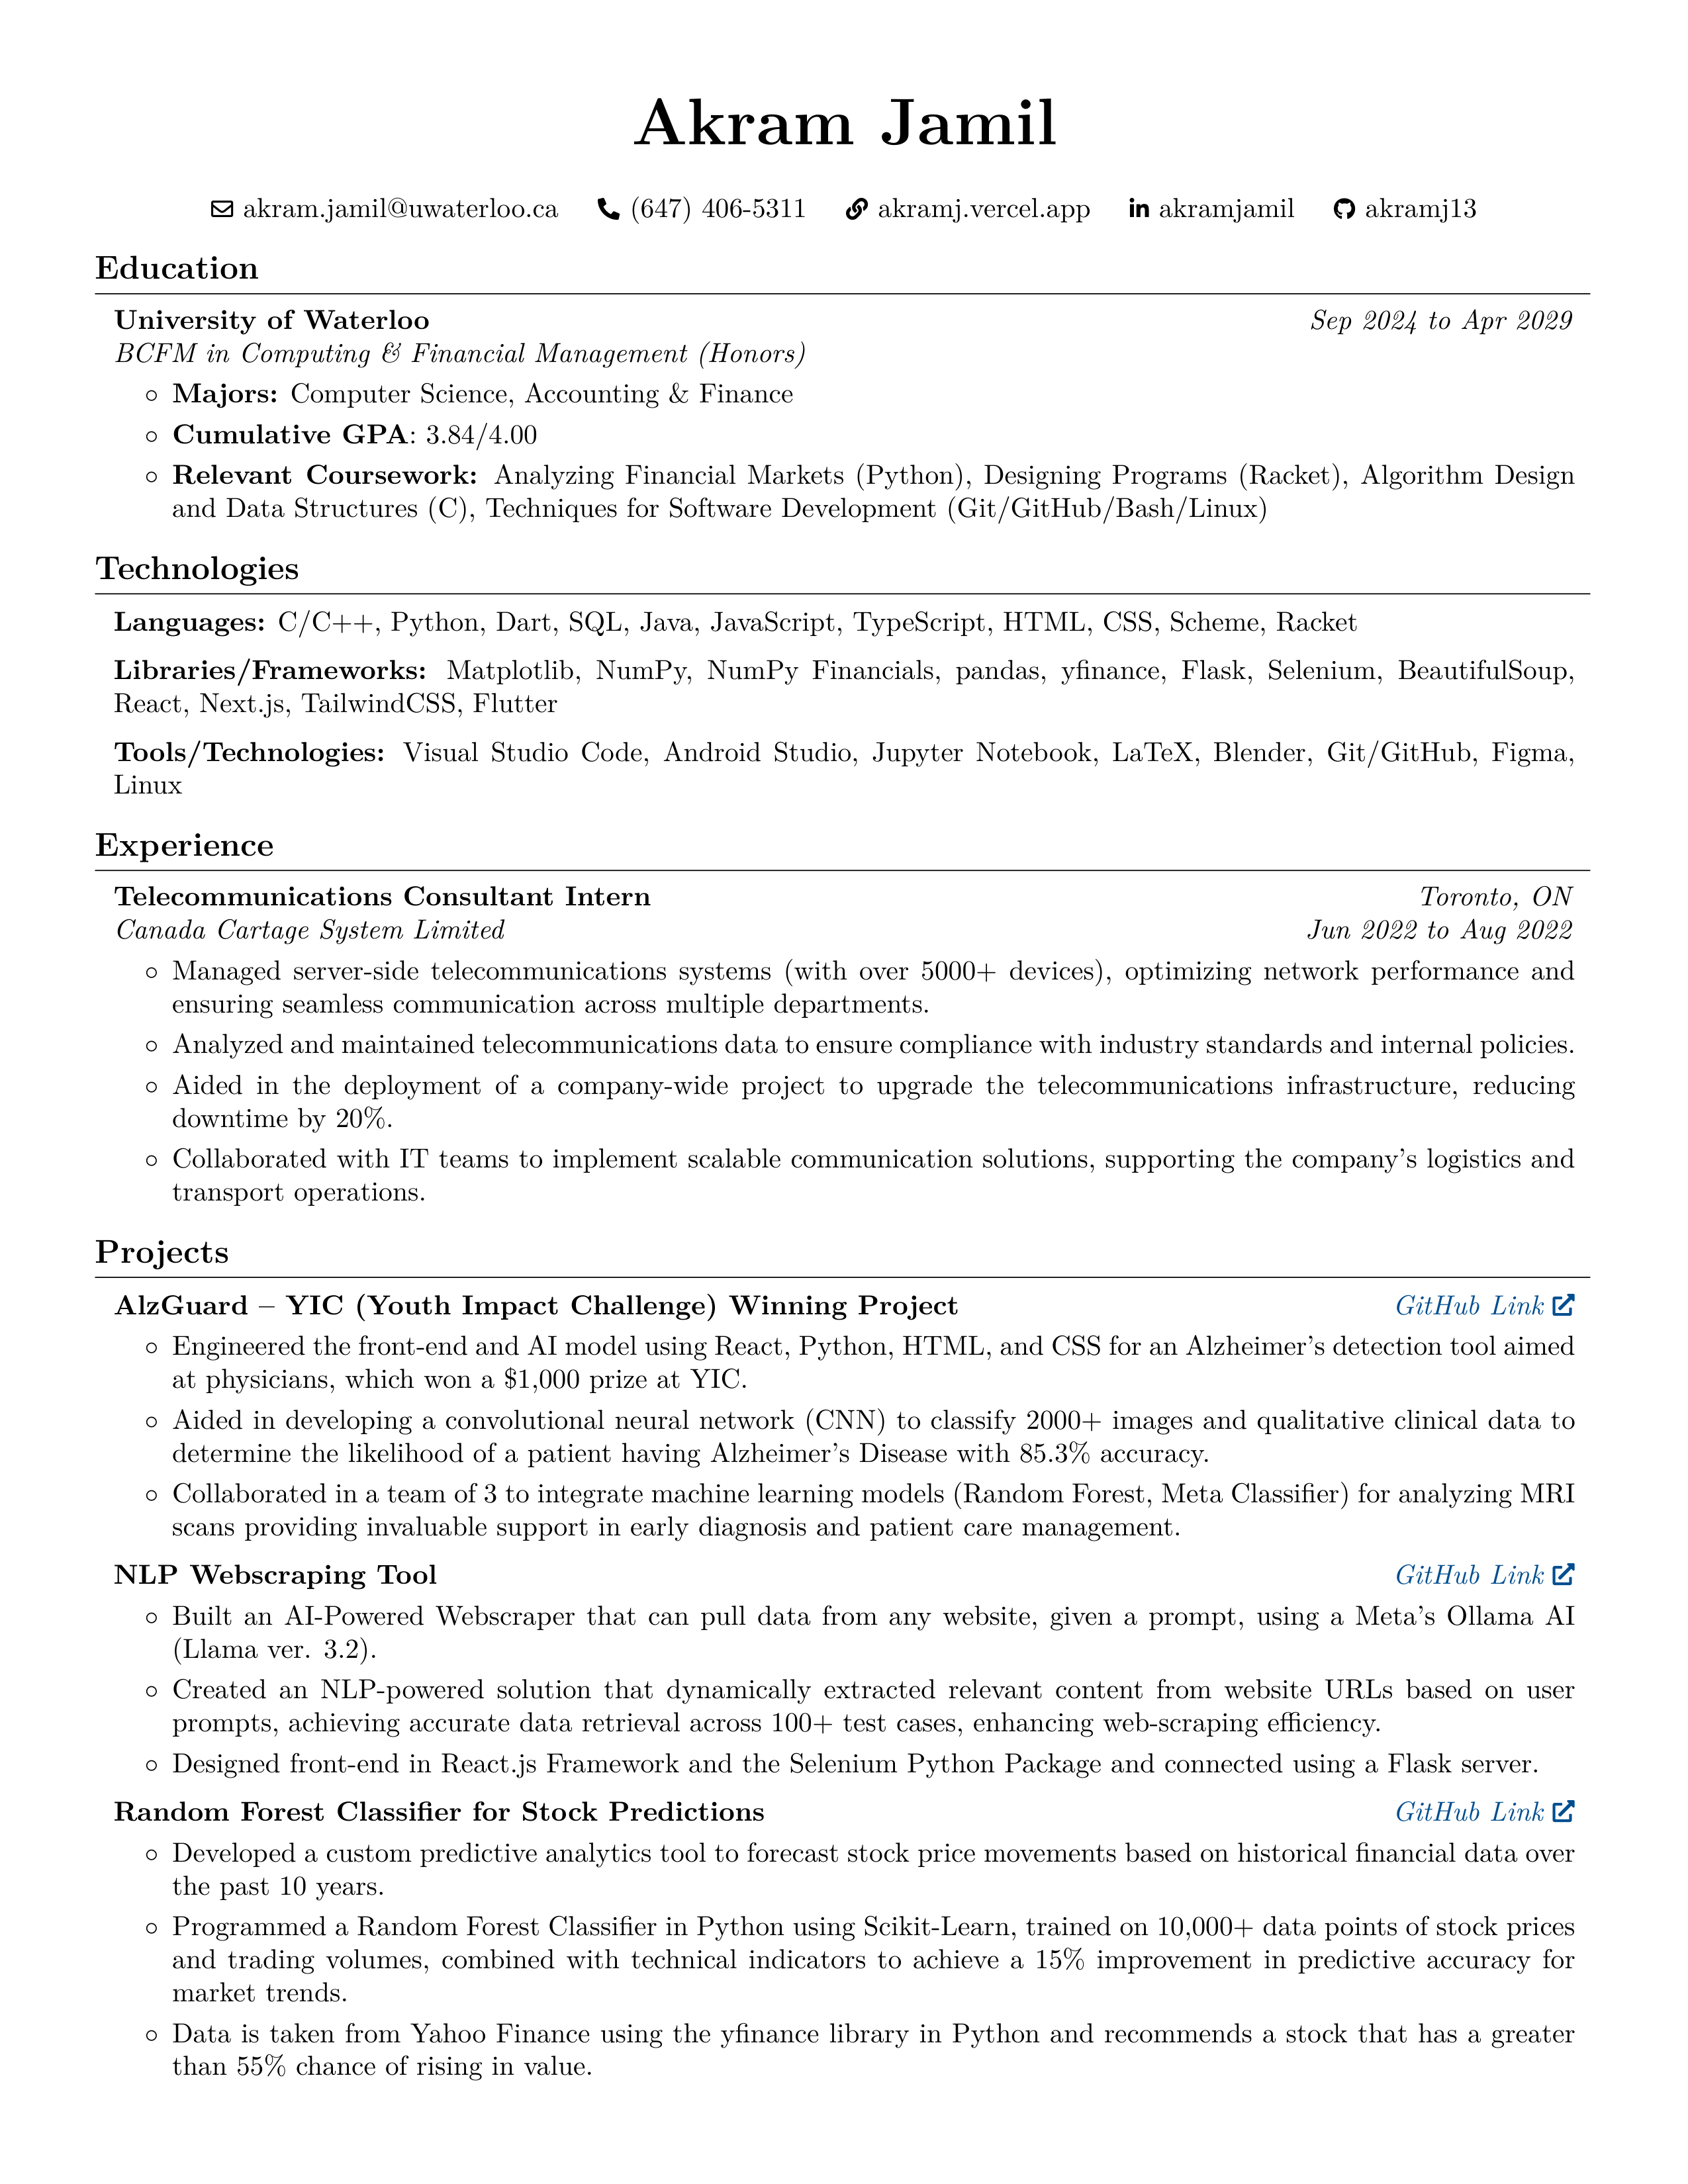 Akram Jamil
akram.jamil@uwaterloo.ca (647) 406-5311 akramj.vercel.app akramjamil akramj13
Education
University of Waterloo Sep 2024 to Apr 2029
BCFM in Computing & Financial Management (Honors)
◦ Majors: Computer Science, Accounting & Finance
◦ Cumulative GPA: 3.84/4.00
◦ Relevant Coursework: Analyzing Financial Markets (Python), Designing Programs (Racket), Algorithm Design
and Data Structures (C), Techniques for Software Development (Git/GitHub/Bash/Linux)
Technologies
Languages: C/C++, Python, Dart, SQL, Java, JavaScript, TypeScript, HTML, CSS, Scheme, Racket
Libraries/Frameworks: Matplotlib, NumPy, NumPy Financials, pandas, yfinance, Flask, Selenium, BeautifulSoup,
React, Next.js, TailwindCSS, Flutter
Tools/Technologies: Visual Studio Code, Android Studio, Jupyter Notebook, LaTeX, Blender, Git/GitHub, Figma,
Linux
Experience
Telecommunications Consultant Intern Toronto, ON
Canada Cartage System Limited Jun 2022 to Aug 2022
◦ Managed server-side telecommunications systems (with over 5000+ devices), optimizing network performance and
ensuring seamless communication across multiple departments.
◦ Analyzed and maintained telecommunications data to ensure compliance with industry standards and internal policies.
◦ Aided in the deployment of a company-wide project to upgrade the telecommunications infrastructure, reducing
downtime by 20%.
◦ Collaborated with IT teams to implement scalable communication solutions, supporting the company's logistics and
transport operations.
Projects
AlzGuard – YIC (Youth Impact Challenge) Winning Project GitHub Link
◦ Engineered the front-end and AI model using React, Python, HTML, and CSS for an Alzheimer's detection tool aimed
at physicians, which won a $1,000 prize at YIC.
◦ Aided in developing a convolutional neural network (CNN) to classify 2000+ images and qualitative clinical data to
determine the likelihood of a patient having Alzheimer's Disease with 85.3% accuracy.
◦ Collaborated in a team of 3 to integrate machine learning models (Random Forest, Meta Classifier) for analyzing MRI
scans providing invaluable support in early diagnosis and patient care management.
NLP Webscraping Tool GitHub Link
◦ Built an AI-Powered Webscraper that can pull data from any website, given a prompt, using a Meta's Ollama AI
(Llama ver. 3.2).
◦ Created an NLP-powered solution that dynamically extracted relevant content from website URLs based on user
prompts, achieving accurate data retrieval across 100+ test cases, enhancing web-scraping efficiency.
◦ Designed front-end in React.js Framework and the Selenium Python Package and connected using a Flask server.
Random Forest Classifier for Stock Predictions GitHub Link
◦ Developed a custom predictive analytics tool to forecast stock price movements based on historical financial data over
the past 10 years.
◦ Programmed a Random Forest Classifier in Python using Scikit-Learn, trained on 10,000+ data points of stock prices
and trading volumes, combined with technical indicators to achieve a 15% improvement in predictive accuracy for
market trends.
◦ Data is taken from Yahoo Finance using the yfinance library in Python and recommends a stock that has a greater
than 55% chance of rising in value.